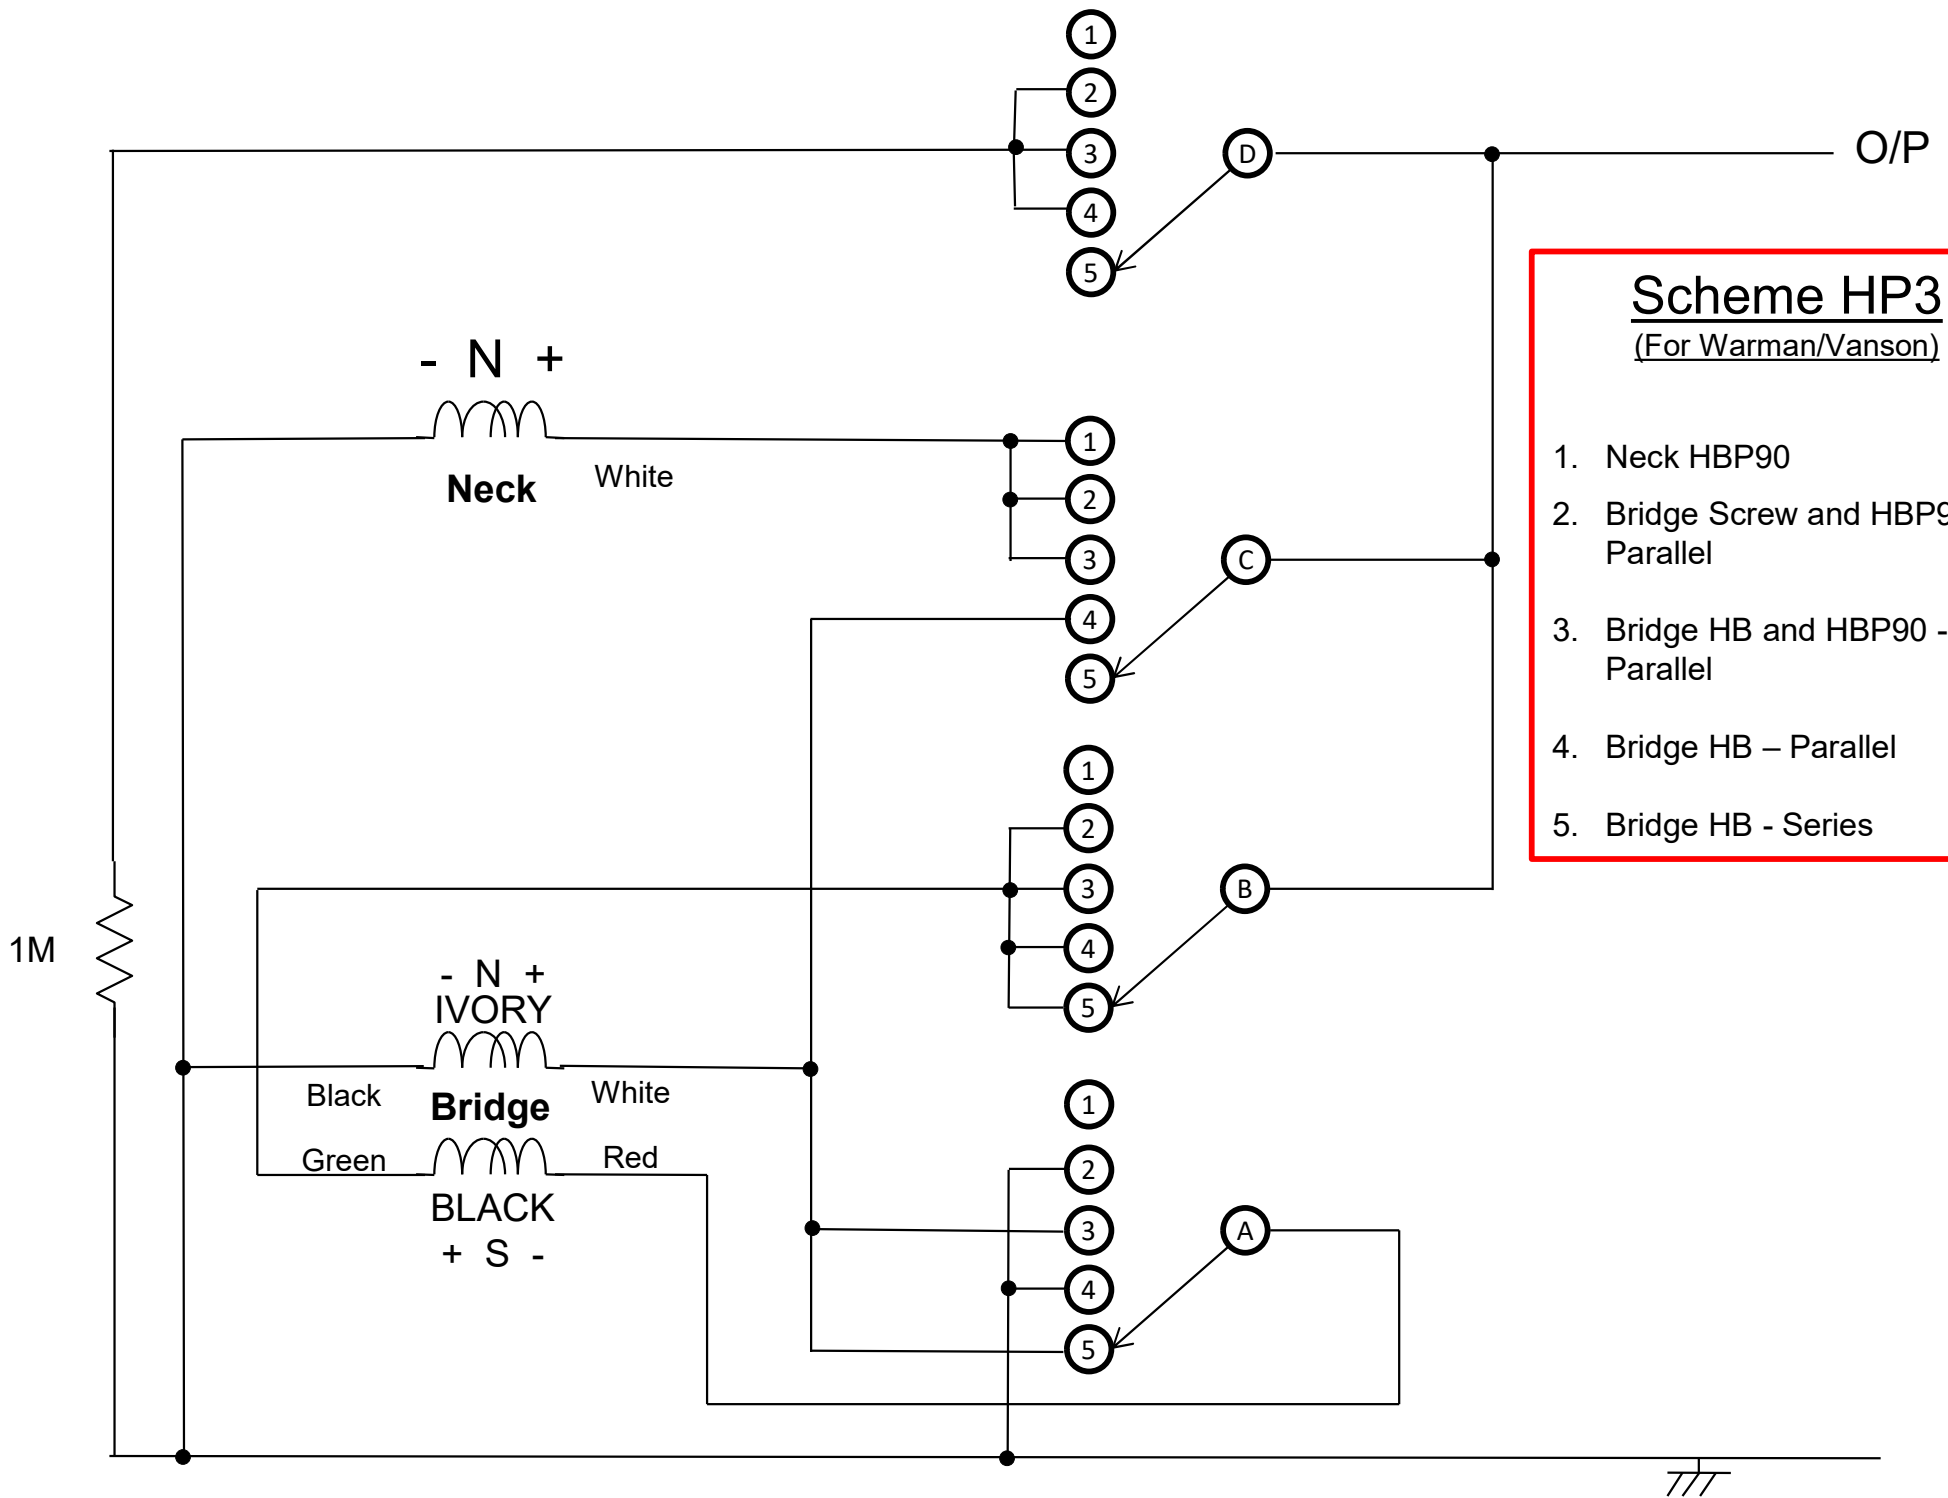 1
2
3
4
5
D
O/P
Scheme HP3
(For Warman/Vanson)
1. Neck HBP90
2. Bridge Screw and HBP9
Parallel
3. Bridge HB and HBP90 -
Parallel
4. Bridge HB – Parallel
5. Bridge HB - Series
- N +
Neck
White
1
2
3
4
5
C
1
2
3
4
5
B
1M
- N +
IVORY
Black
Bridge
White
Green
Red
BLACK
+ S -
1
2
3
4
5
A